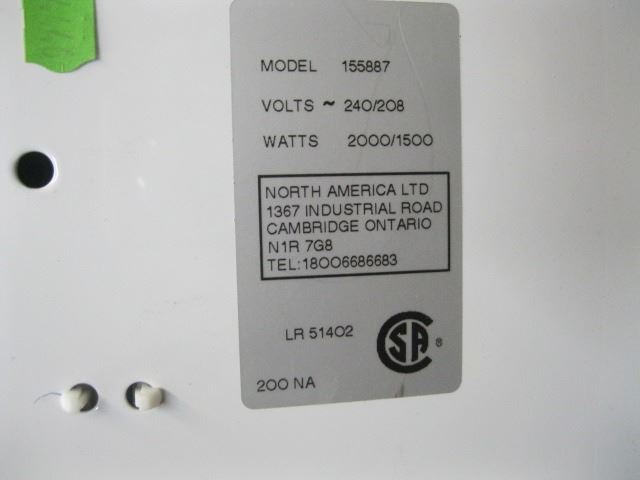 MODEL 155887
VOLTS ~ 240/208
WATTS 2000/1500
NORTH AMERICA LTD
1367 INDUSTRIAL ROAD
CAMBRIDGE ONTARIO
N1R 7G8
TEL:18006686683
LR 51402
CSA ®
200 NA